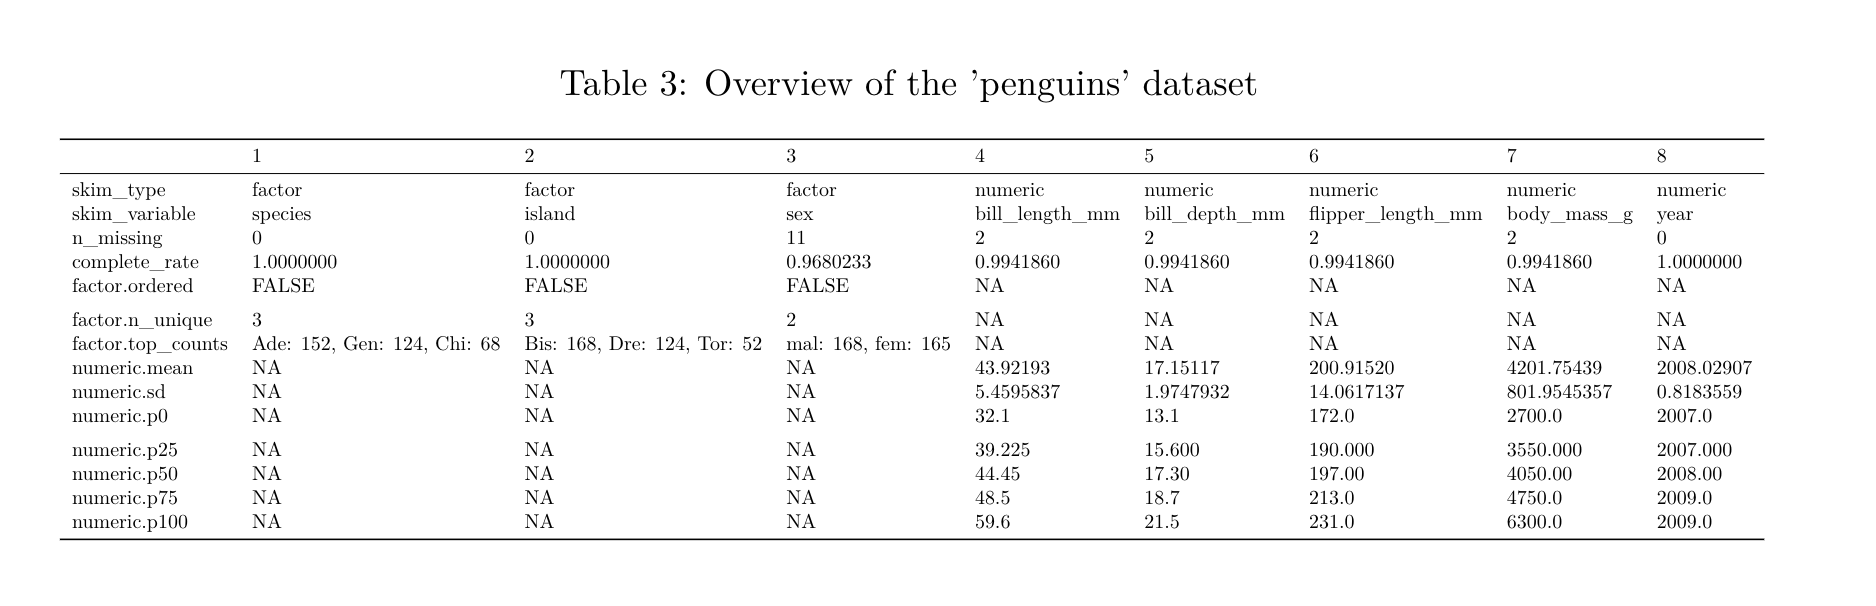 Table 3: Overview of the ’penguins’ dataset
1 2 3 4 5 6 7 8
skim_type factor factor factor numeric numeric numeric numeric numeric
skim_variable species island sex bill_length_mm bill_depth_mm flipper_length_mm body_mass_g year
n_missing 0 0 11 2 2 2 2 0
complete_rate 1.0000000 1.0000000 0.9680233 0.9941860 0.9941860 0.9941860 0.9941860 1.0000000
factor.ordered FALSE FALSE FALSE NA NA NA NA NA
factor.n_unique 3 3 2 NA NA NA NA NA
factor.top_counts Ade: 152, Gen: 124, Chi: 68 Bis: 168, Dre: 124, Tor: 52 mal: 168, fem: 165 NA NA NA NA NA
numeric.mean NA NA NA 43.92193 17.15117 200.91520 4201.75439 2008.02907
numeric.sd NA NA NA 5.4595837 1.9747932 14.0617137 801.9545357 0.8183559
numeric.p0 NA NA NA 32.1 13.1 172.0 2700.0 2007.0
numeric.p25 NA NA NA 39.225 15.600 190.000 3550.000 2007.000
numeric.p50 NA NA NA 44.45 17.30 197.00 4050.00 2008.00
numeric.p75 NA NA NA 48.5 18.7 213.0 4750.0 2009.0
numeric.p100 NA NA NA 59.6 21.5 231.0 6300.0 2009.0